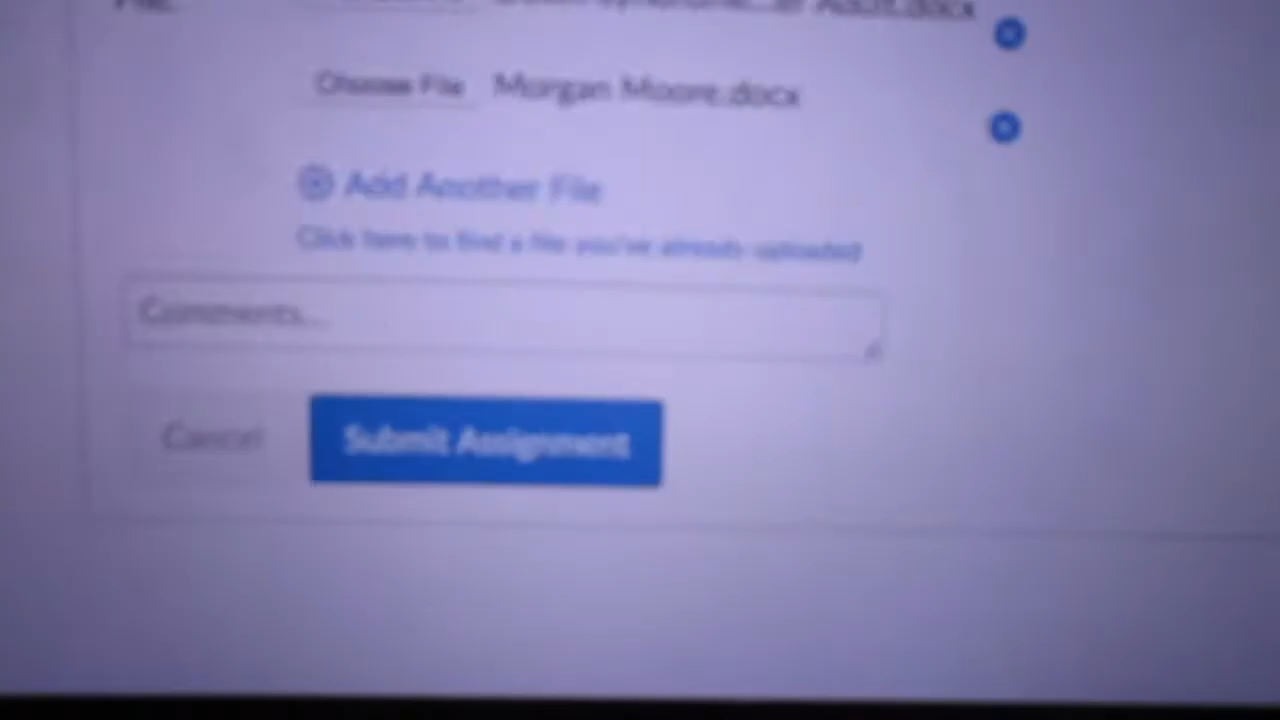 File:
Choose File Morgan Moore.docx
Add Another File
Click here to find a file you've already uploaded
Comments...
Cancel Submit Assignment